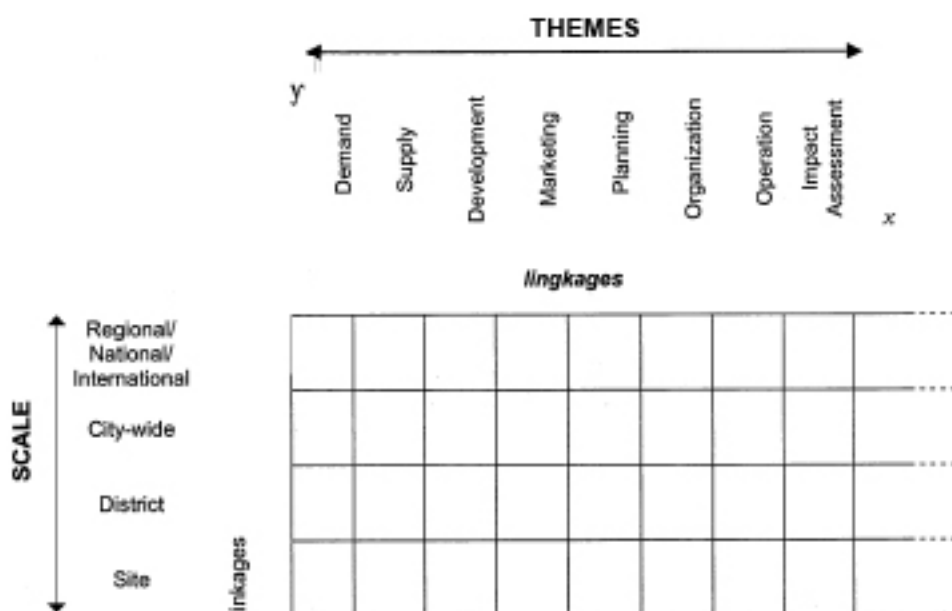 THEMES
y
Demand
Supply
Development
Marketing
Planning
Organization
Operation
Impact
Assessment
x
lingkages
Regional/
National/
International
City-wide
District
Site
SCALE
inkages